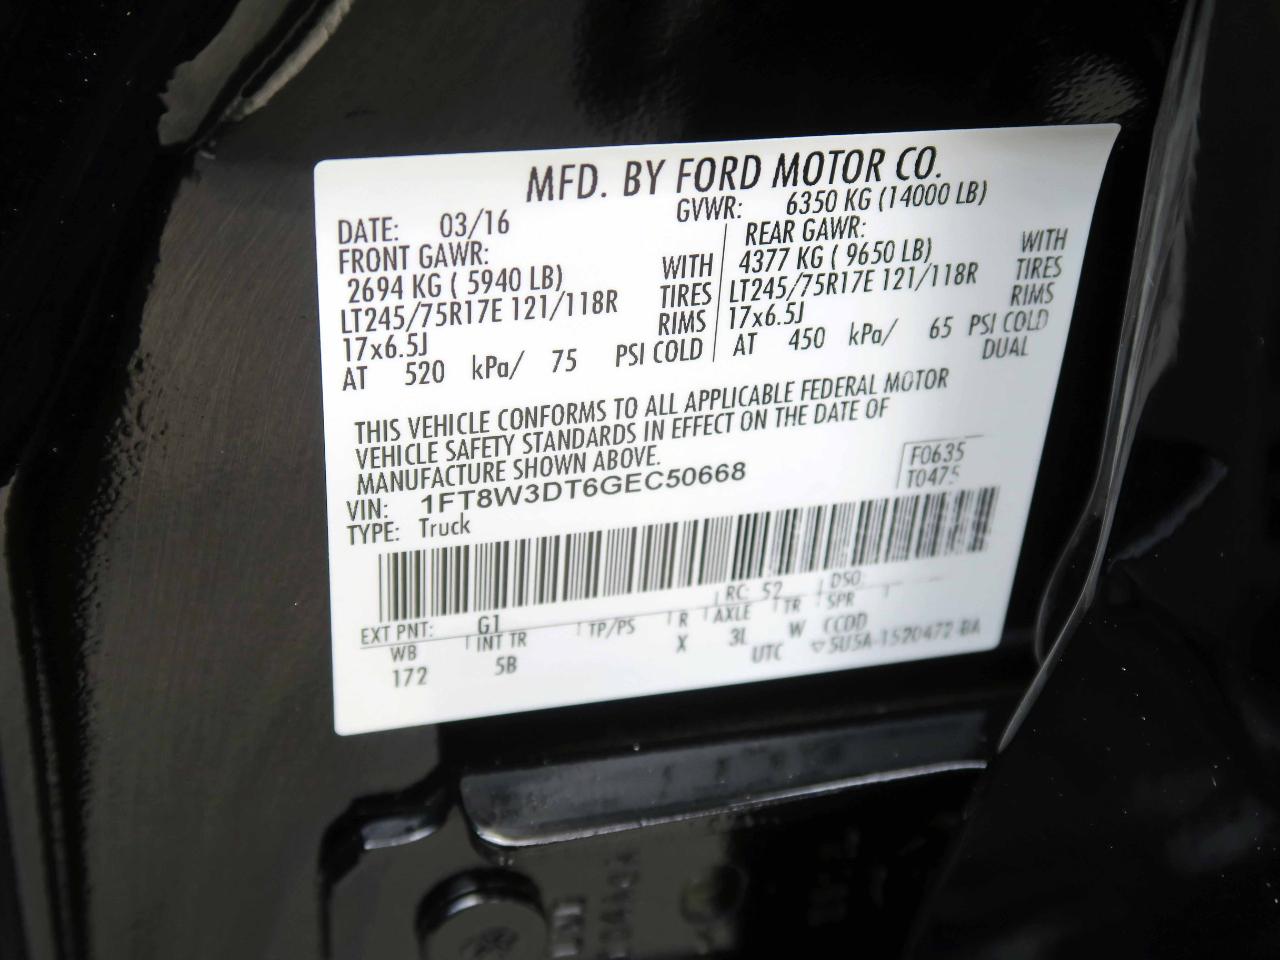 MFD. BY FORD MOTOR CO.
DATE: 03/16 GVWR: 6350 KG (14000 LB)
FRONT GAWR: REAR GAWR:
2694 KG ( 5940 LB) WITH 4377 KG ( 9650 LB) WITH
LT245/75R17E 121/118R TIRES LT245/75R17E 121/118R TIRES
17x6.5J RIMS 17x6.5J RIMS
AT 520 kPa/ 75 PSI COLD AT 450 kPa/ 65 PSI COLD
DUAL
THIS VEHICLE CONFORMS TO ALL APPLICABLE FEDERAL MOTOR
VEHICLE SAFETY STANDARDS IN EFFECT ON THE DATE OF
MANUFACTURE SHOWN ABOVE.
VIN: 1FT8W3DT6GEC50668 F0635
TYPE: Truck T0475
EXT PNT: G1 RC: 52 DSO:
WB INT TR TP/PS R AXLE TR SPR
172 5B X 3L W CCDD
UTC ▽5U5A-1520472-BA